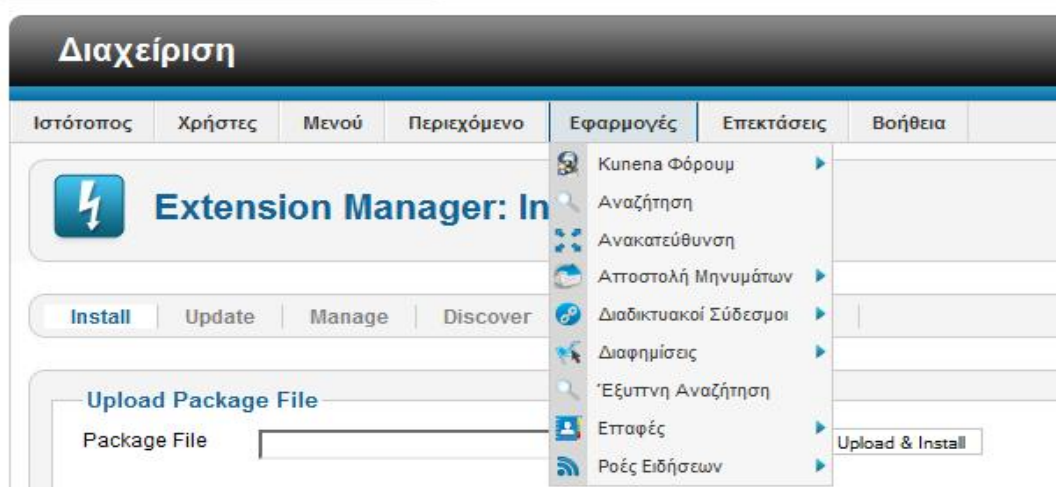 Διαχείριση
Ιστότοπος Χρήστες Μενού Περιεχόμενο Εφαρμογές Επεκτάσεις Βοήθεια
Kunena Φόρουμ
Extension Manager: In
Αναζήτηση
Ανακατεύθυνση
Αποστολή Μηνυμάτων
Install Update Manage Discover
Διαδικτυακοί Σύδεσμοι
Διαφημίσεις
Έξυπνη Αναζήτηση
Upload Package File
Επαφές
Package File Upload & Install
Ροές Ειδήσεων